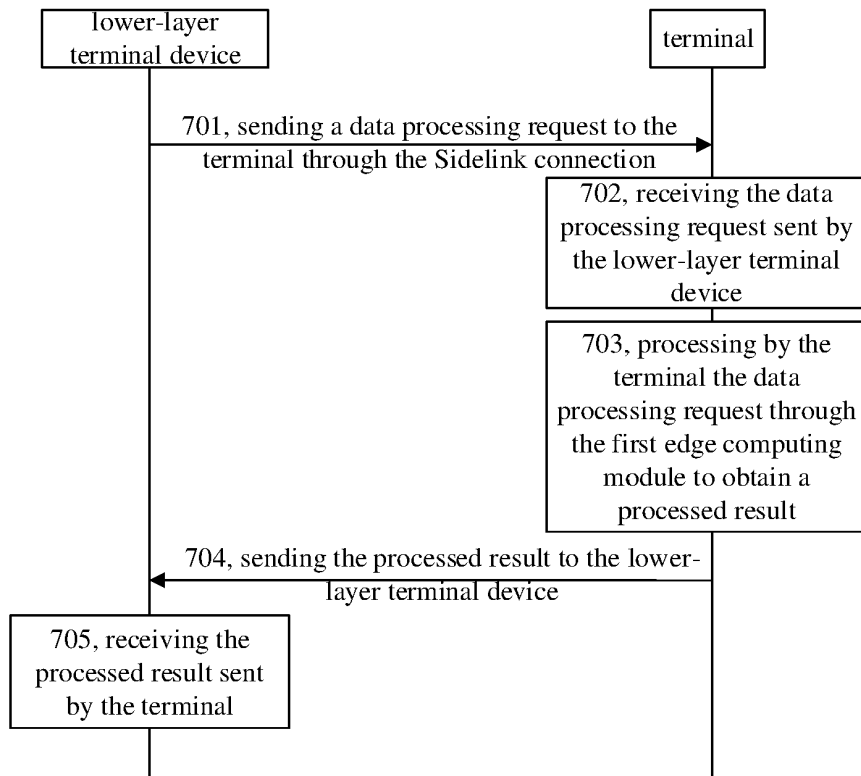 lower-layer
terminal device
terminal
701, sending a data processing request to the
terminal through the Sidelink connection
702, receiving the data
processing request sent by
the lower-layer terminal
device
703, processing by the
terminal the data
processing request through
the first edge computing
module to obtain a
processed result
704, sending the processed result to the lower-
layer terminal device
705, receiving the
processed result sent
by the terminal